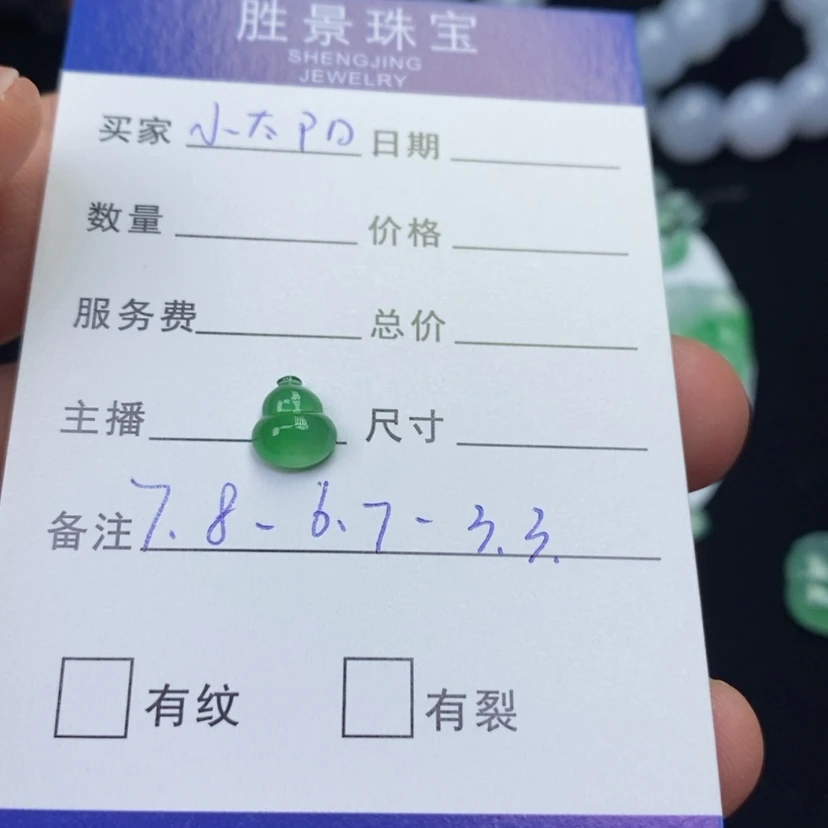 胜景珠宝
SHENGJING
JEWELRY
买家 小太阳 日期
数量 价格
服务费 总价
主播 尺寸
备注 7.8-6.7-3.3.
有纹 有裂